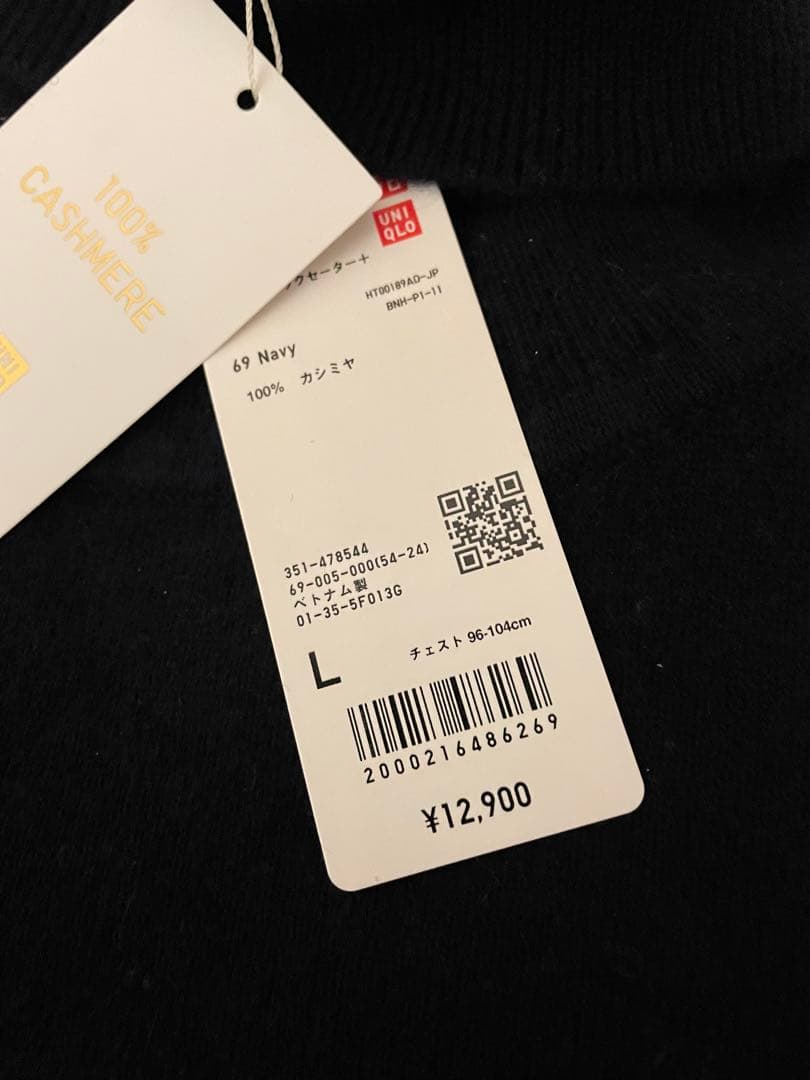 100%
CASHMERE
UNI
QLO
ックセーター+
HT00189AD-JP
BNH-P1-11
69 Navy
100% カシミヤ
351-478544
69-005-000(54-24)
ベトナム製
01-35-5F013G
L チェスト 96-104cm
2000216486269
¥12,900